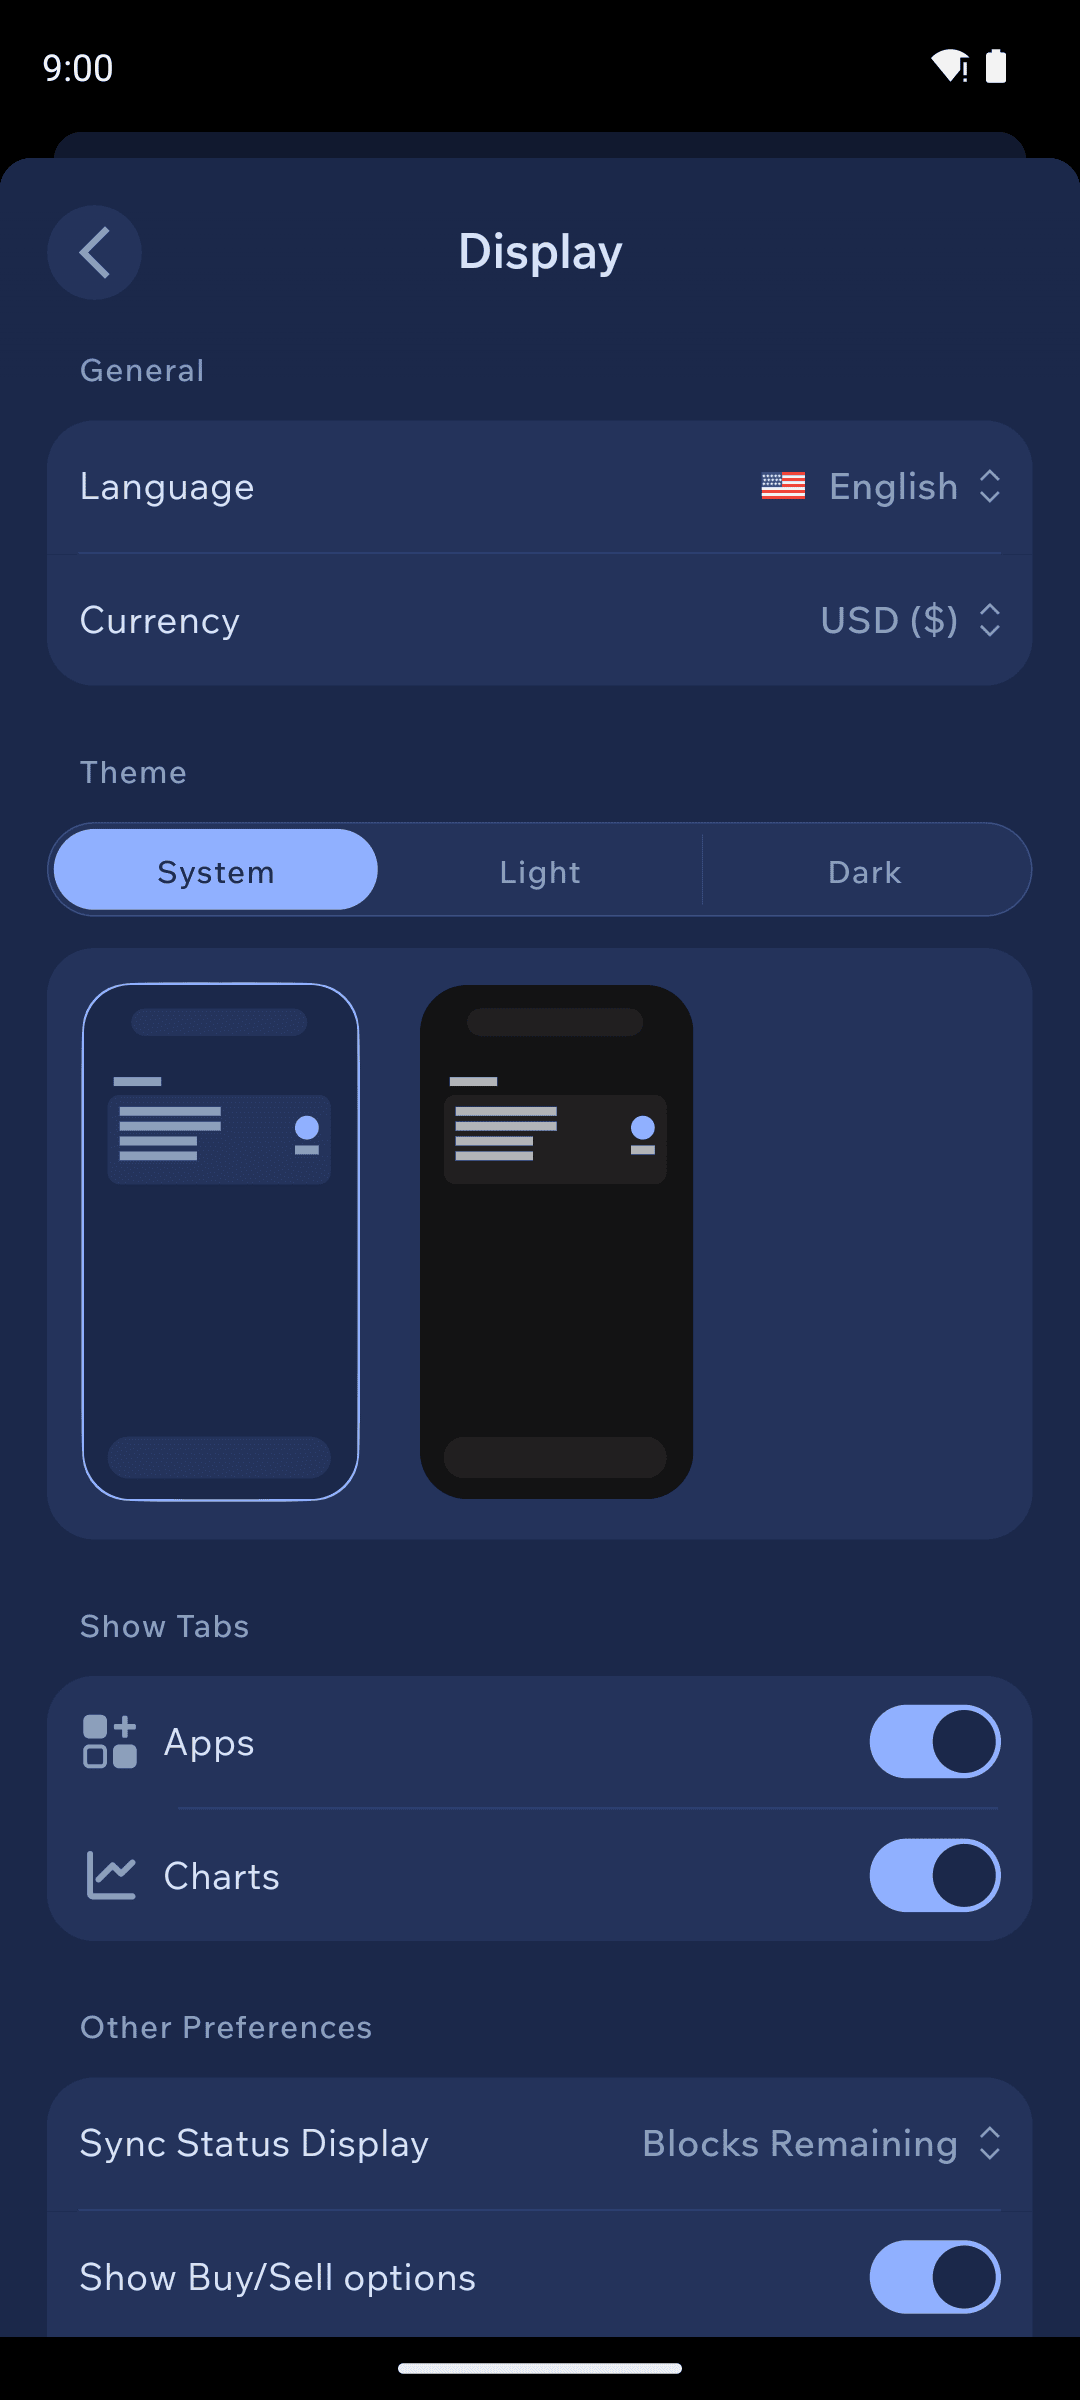 9:00
Display
General
Language English
Currency USD ($)
Theme
System Light Dark
Show Tabs
Apps
Charts
Other Preferences
Sync Status Display Blocks Remaining
Show Buy/Sell options